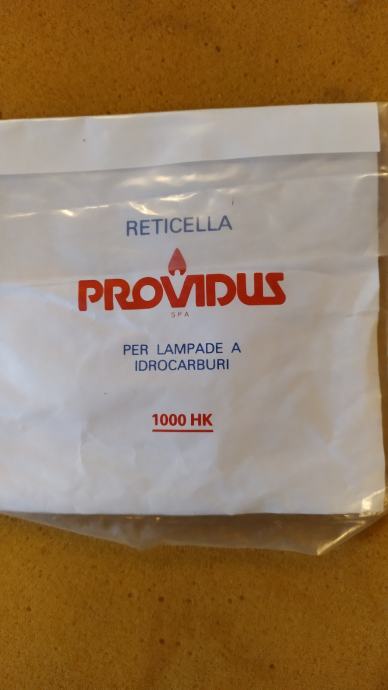 RETICELLA
PROVIDUS
SPA
PER LAMPADE A
IDROCARBURI
1000 HK